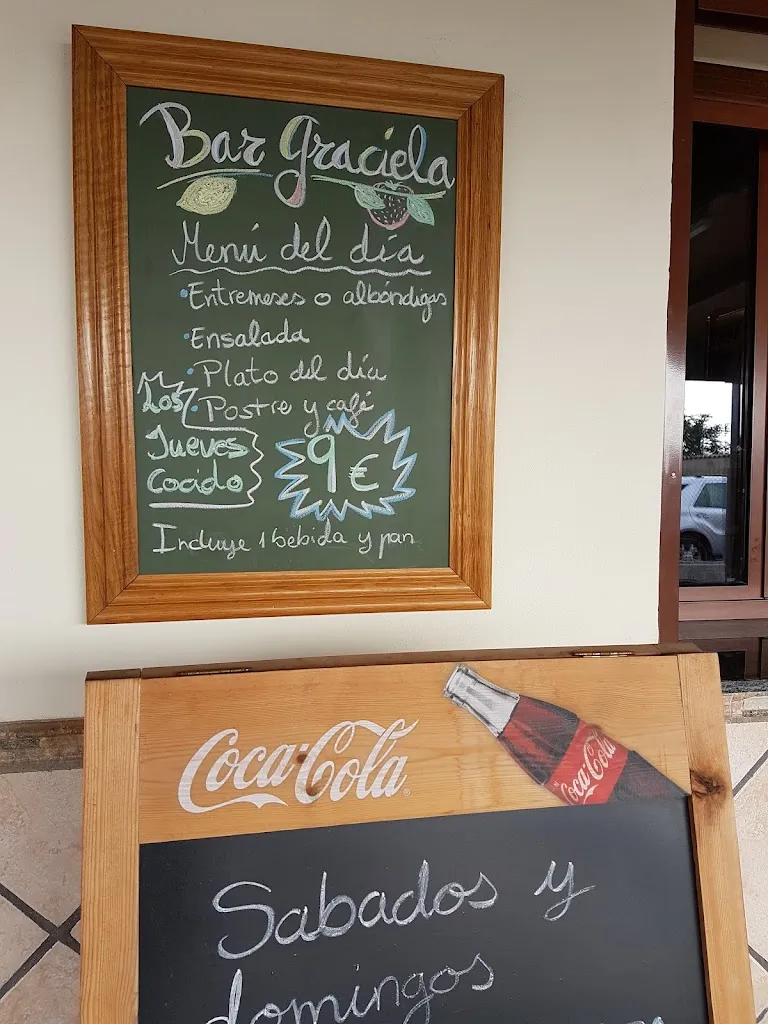 Bar Graciela
Menú del día
• Entremeses o albóndigas
• Ensalada
• Plato del día
• Postre y café
Los
Jueves
Cocido
9 €
Incluye 1 bebida y pan
Coca-Cola
Coca-Cola
Sabados y
domingos